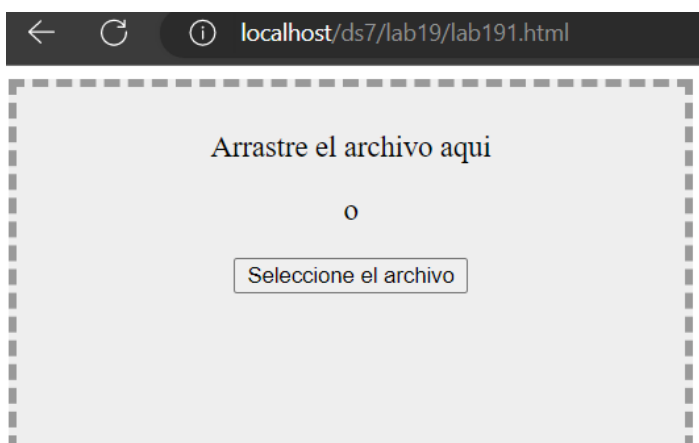 localhost/ds7/lab19/lab191.html
Arrastre el archivo aqui
o
Seleccione el archivo